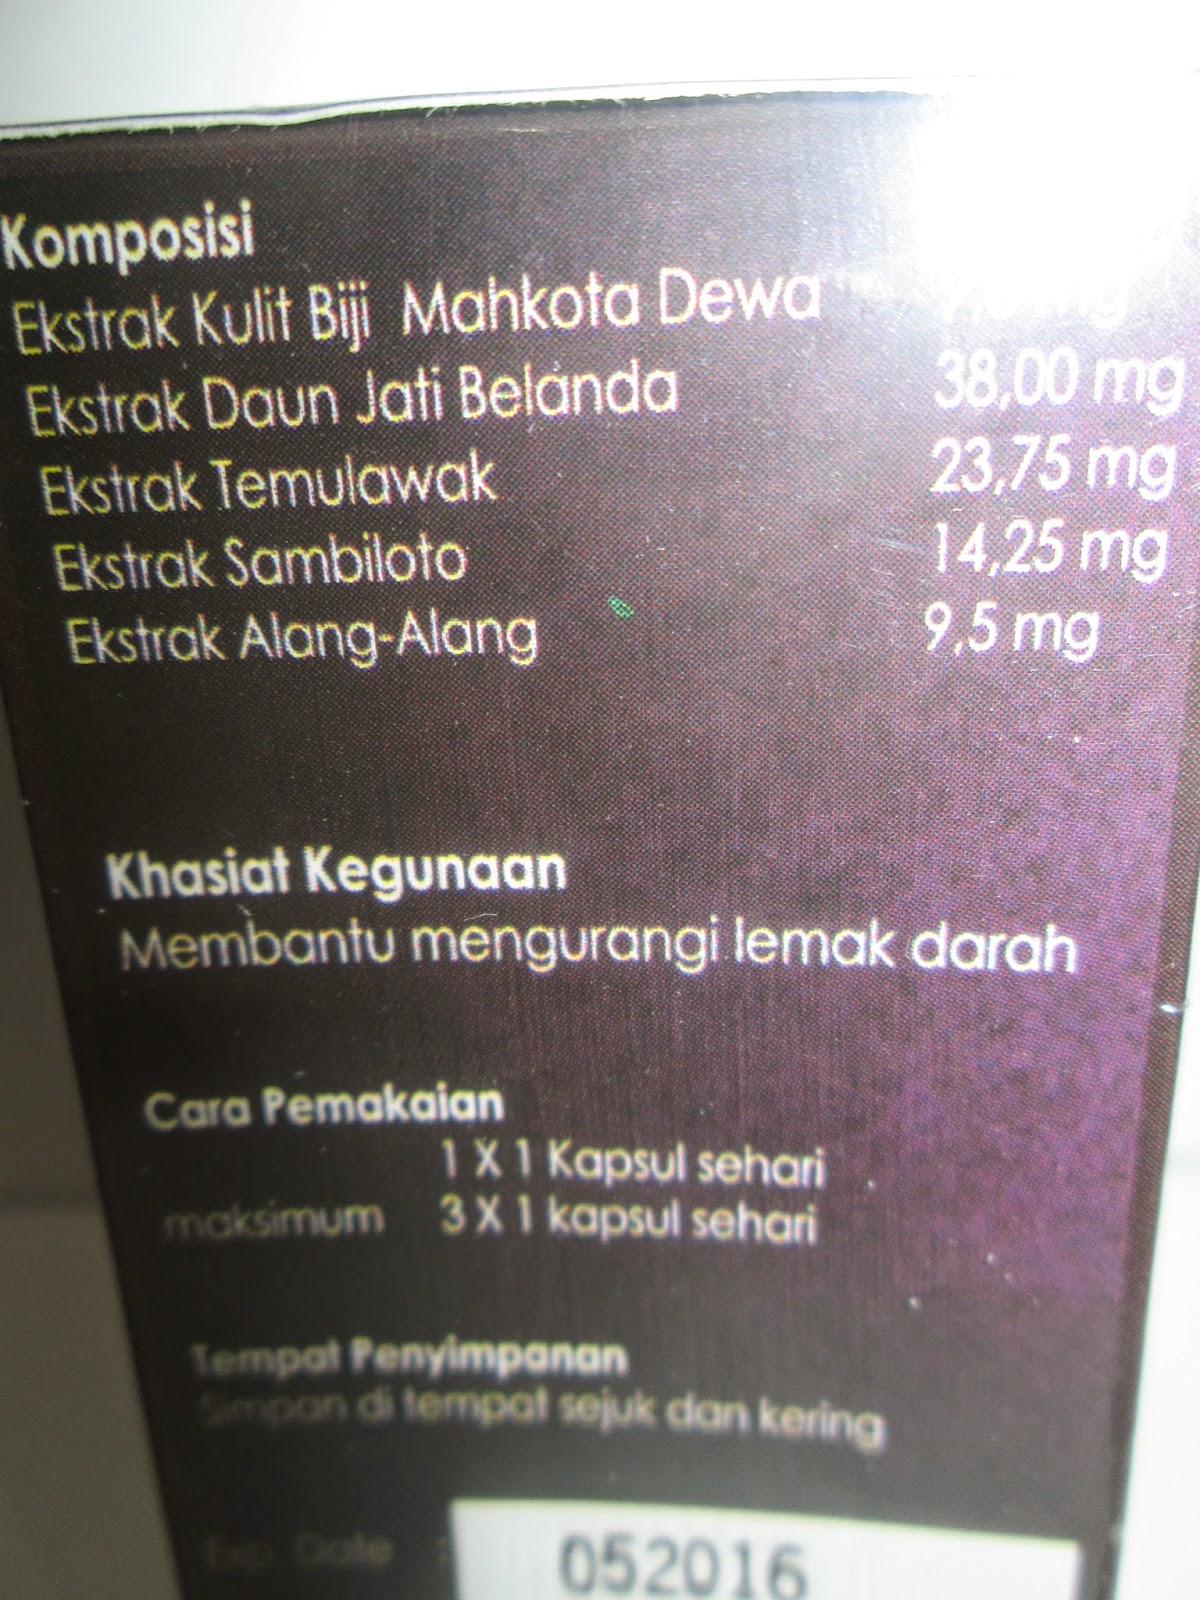 Komposisi
Ekstrak Kulit Biji Mahkota Dewa
Ekstrak Daun Jati Belanda 38,00 mg
Ekstrak Temulawak 23,75 mg
Ekstrak Sambiloto 14,25 mg
Ekstrak Alang-Alang 9,5 mg
Khasiat Kegunaan
Membantu mengurangi lemak darah
Cara Pemakaian
1 X 1 Kapsul sehari
maksimum 3 X 1 kapsul sehari
Tempat Penyimpanan
Simpan di tempat sejuk dan kering
Exp. Date : 052016